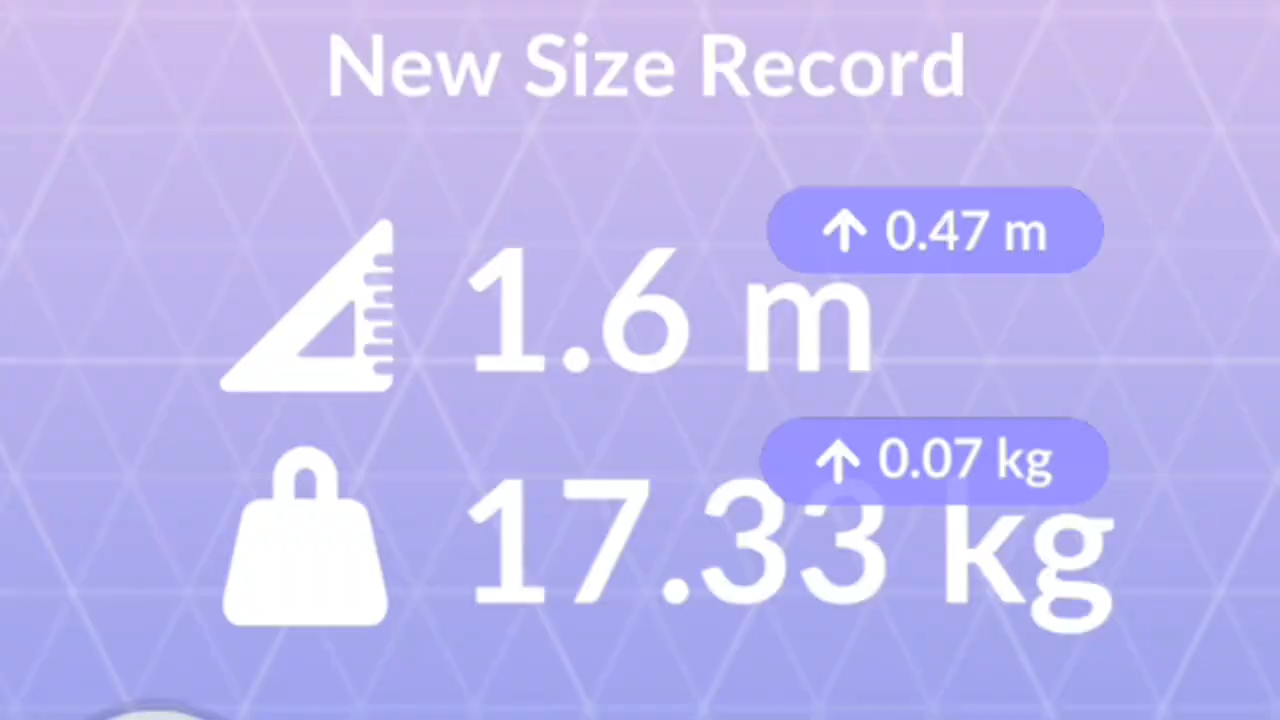 New Size Record
↑ 0.47 m
1.6 m
↑ 0.07 kg
17.33 kg